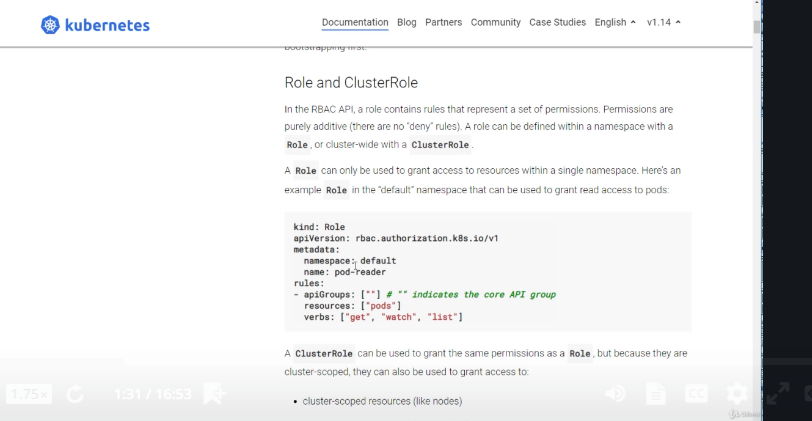 kubernetes
Documentation Blog Partners Community Case Studies English v1.14
bootstrapping first.
Role and ClusterRole
In the RBAC API, a role contains rules that represent a set of permissions. Permissions are
purely additive (there are no “deny” rules). A role can be defined within a namespace with a
Role, or cluster-wide with a ClusterRole.
A Role can only be used to grant access to resources within a single namespace. Here’s an
example Role in the “default” namespace that can be used to grant read access to pods:
kind: Role
apiVersion: rbac.authorization.k8s.io/v1
metadata:
  namespace: default
  name: pod-reader
rules:
- apiGroups: [""] # "" indicates the core API group
  resources: ["pods"]
  verbs: ["get", "watch", "list"]
A ClusterRole can be used to grant the same permissions as a Role, but because they are
cluster-scoped, they can also be used to grant access to:
1.75x 1:31 / 16:53 CC
• cluster-scoped resources (like nodes)